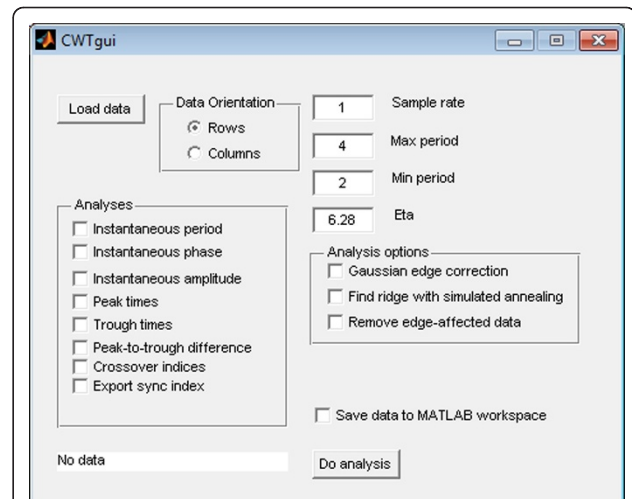 CWTgui
Load data
Data Orientation
Rows
Columns
1 Sample rate
4 Max period
2 Min period
6.28 Eta
Analyses
Instantaneous period
Instantaneous phase
Instantaneous amplitude
Peak times
Trough times
Peak-to-trough difference
Crossover indices
Export sync index
Analysis options
Gaussian edge correction
Find ridge with simulated annealing
Remove edge-affected data
Save data to MATLAB workspace
No data
Do analysis